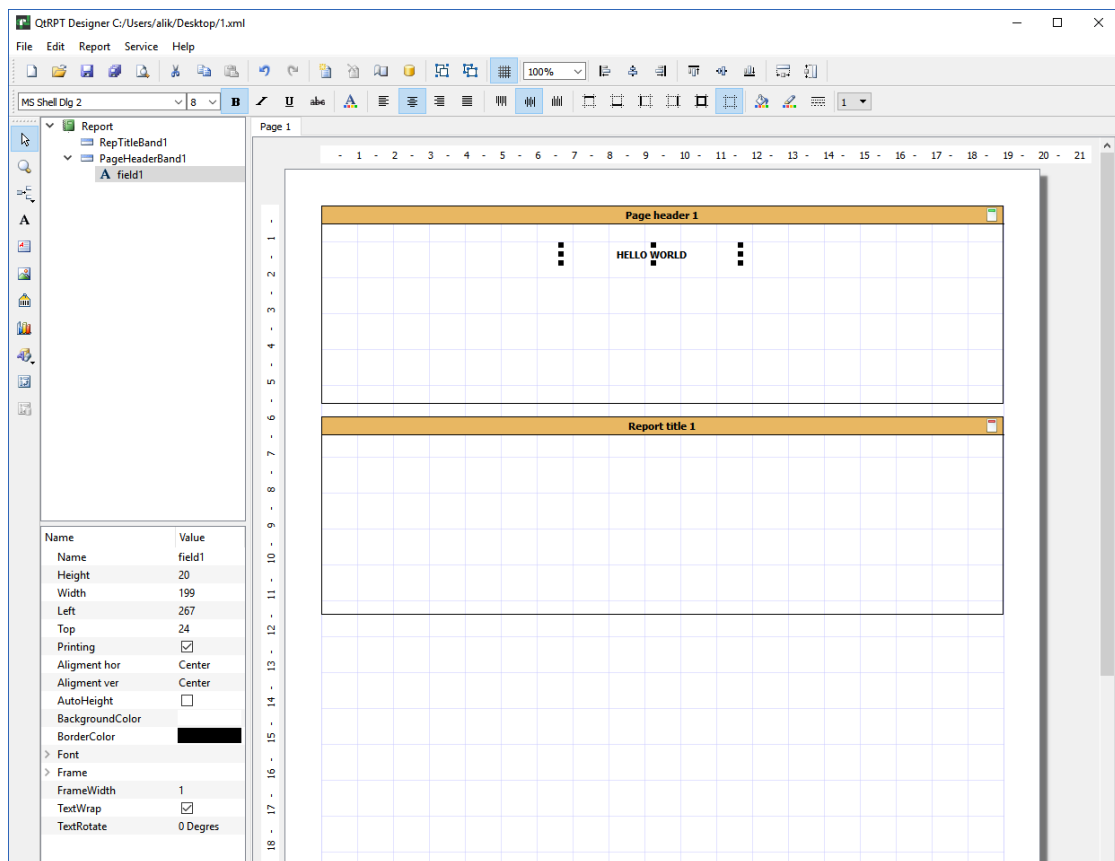 QtRPT Designer C:/Users/alik/Desktop/1.xml
File Edit Report Service Help
100%
MS Shell Dlg 2 8 B I U abc A 1
Report
RepTitleBand1
PageHeaderBand1
A field1
Page 1
- 1 - 2 - 3 - 4 - 5 - 6 - 7 - 8 - 9 - 10 - 11 - 12 - 13 - 14 - 15 - 16 - 17 - 18 - 19 - 20 - 21
A
Page header 1
HELLO WORLD
Report title 1
- 1 - 2 - 3 - 4 - 5 - 6 - 7 - 8 - 9 - 10 - 11 - 12 - 13 - 14 - 15 - 16 - 17 - 18
Name Value
Name field1
Height 20
Width 199
Left 267
Top 24
Printing
Aligment hor Center
Aligment ver Center
AutoHeight
BackgroundColor
BorderColor
Font
Frame
FrameWidth 1
TextWrap
TextRotate 0 Degres